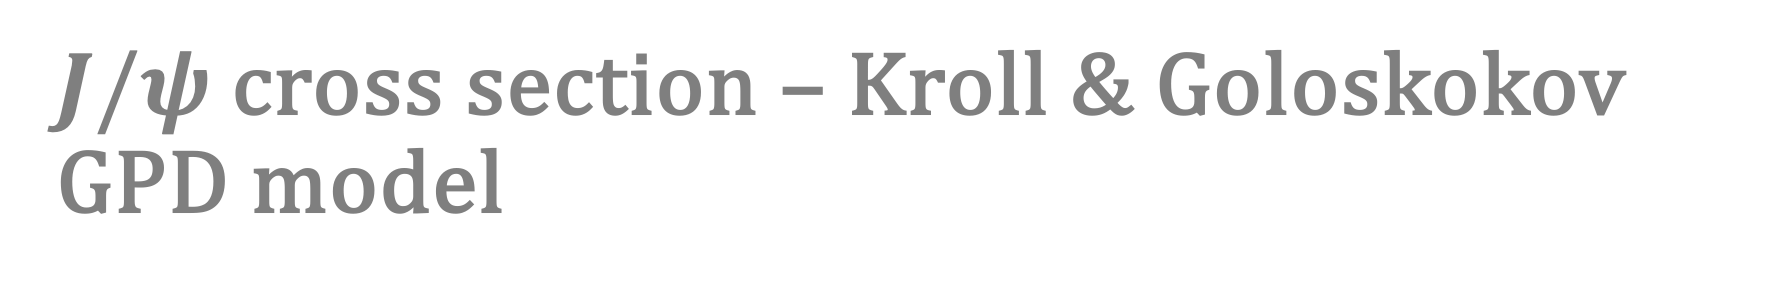 J/ψ cross section – Kroll & Goloskokov
GPD model